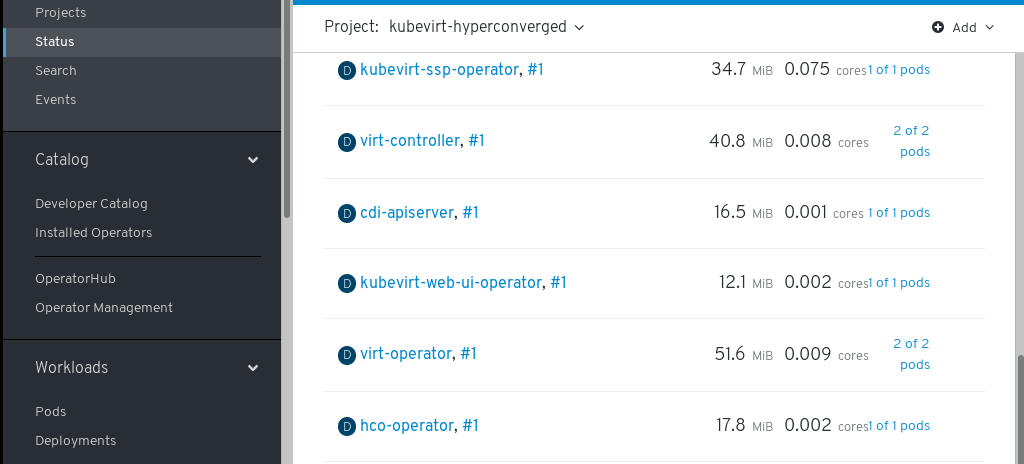 Projects
Status
Search
Events
Catalog
Developer Catalog
Installed Operators
OperatorHub
Operator Management
Workloads
Pods
Deployments
Project: kubevirt-hyperconverged
Add
D kubevirt-ssp-operator, #1 34.7 MiB 0.075 cores 1 of 1 pods
D virt-controller, #1 40.8 MiB 0.008 cores 2 of 2
pods
D cdi-apiserver, #1 16.5 MiB 0.001 cores 1 of 1 pods
D kubevirt-web-ui-operator, #1 12.1 MiB 0.002 cores 1 of 1 pods
D virt-operator, #1 51.6 MiB 0.009 cores 2 of 2
pods
D hco-operator, #1 17.8 MiB 0.002 cores 1 of 1 pods